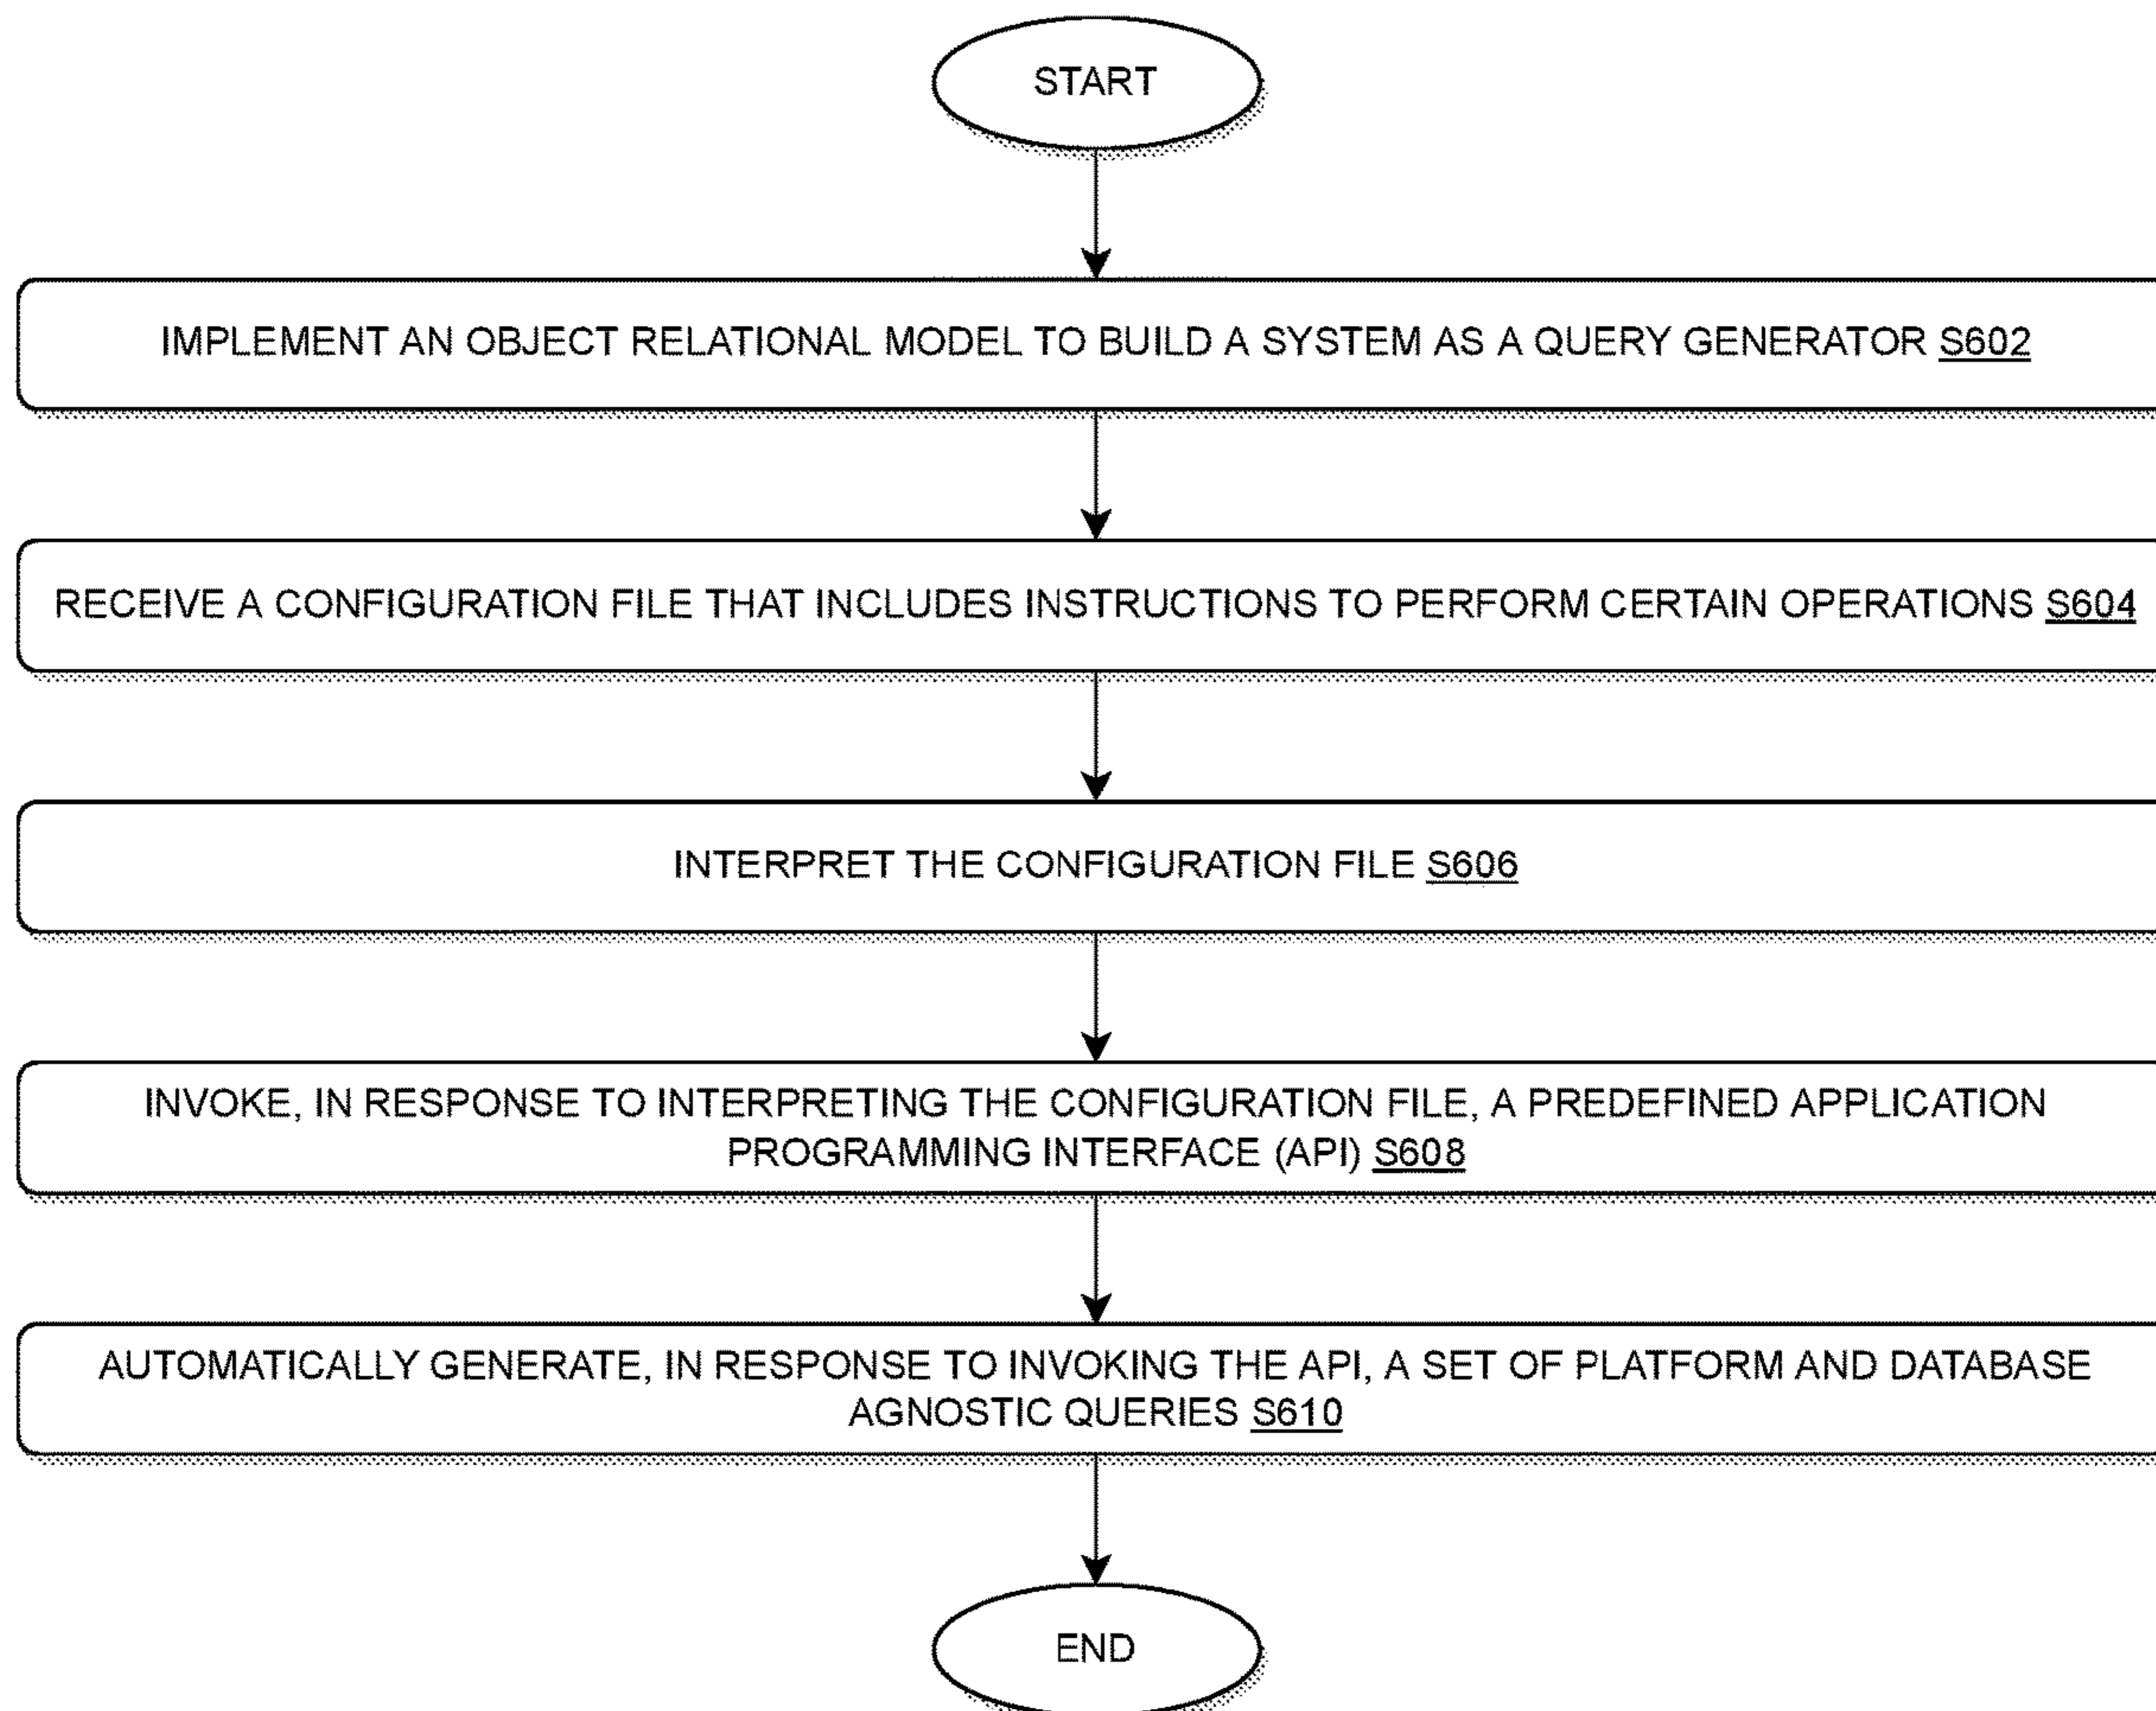 START
IMPLEMENT AN OBJECT RELATIONAL MODEL TO BUILD A SYSTEM AS A QUERY GENERATOR S602
RECEIVE A CONFIGURATION FILE THAT INCLUDES INSTRUCTIONS TO PERFORM CERTAIN OPERATIONS S604
INTERPRET THE CONFIGURATION FILE S606
INVOKE, IN RESPONSE TO INTERPRETING THE CONFIGURATION FILE, A PREDEFINED APPLICATION
PROGRAMMING INTERFACE (API) S608
AUTOMATICALLY GENERATE, IN RESPONSE TO INVOKING THE API, A SET OF PLATFORM AND DATABASE
AGNOSTIC QUERIES S610
END